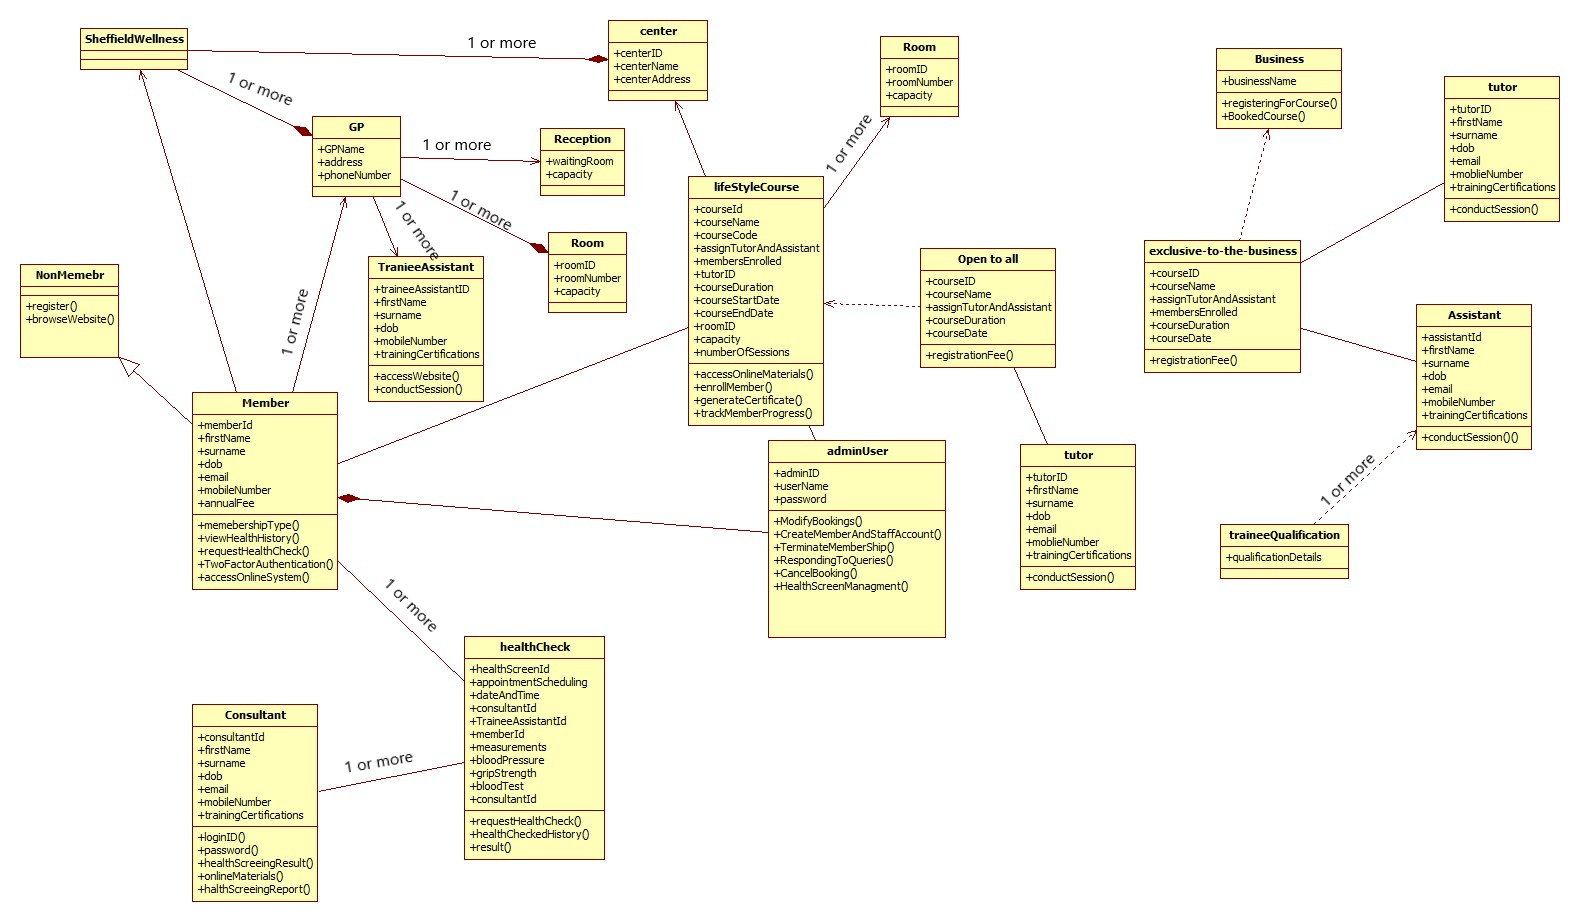 SheffieldWellness
1 or more
center
+centerID
+centerName
+centerAddress
Room
+roomID
+roomNumber
+capacity
Business
+businessName
+registeringForCourse()
+BookedCourse()
tutor
+tutorID
+firstName
+surname
+dob
+email
+moblieNumber
+trainingCertifications
+conductSession()
1 or more
GP
+GPName
+address
+phoneNumber
1 or more
Reception
+waitingRoom
+capacity
1 or more
1 or more
1 or more
Room
+roomID
+roomNumber
+capacity
TranieeAssistant
+traineeAssistantID
+firstName
+surname
+dob
+mobileNumber
+trainingCertifications
+accessWebsite()
+conductSession()
lifeStyleCourse
+courseId
+courseName
+courseCode
+assignTutorAndAssistant
+membersEnrolled
+tutorID
+courseDuration
+courseStartDate
+courseEndDate
+roomID
+capacity
+numberOfSessions
+accessOnlineMaterials()
+enrollMember()
+generateCertificate()
+trackMemberProgress()
Open to all
+courseID
+courseName
+assignTutorAndAssistant
+courseDuration
+courseDate
+registrationFee()
exclusive-to-the-business
+courseID
+courseName
+assignTutorAndAssistant
+membersEnrolled
+courseDuration
+courseDate
+registrationFee()
Assistant
+assistantId
+firstName
+surname
+dob
+email
+mobileNumber
+trainingCertifications
+conductSession()()
NonMemebr
+register()
+browseWebsite()
1 or more
Member
+memberId
+firstName
+surname
+dob
+email
+mobileNumber
+annualFee
+memebershipType()
+viewHealthHistory()
+requestHealthCheck()
+TwoFactorAuthentication()
+accessOnlineSystem()
adminUser
+adminID
+userName
+password
+ModifyBookings()
+CreateMemberAndStaffAccount()
+TerminateMemberShip()
+RespondingToQueries()
+CancelBooking()
+HealthScreenManagment()
tutor
+tutorID
+firstName
+surname
+dob
+email
+moblieNumber
+trainingCertifications
+conductSession()
1 or more
traineeQualification
+qualificationDetails
1 or more
healthCheck
+healthScreenId
+appointmentScheduling
+dateAndTime
+consultantId
+TraineeAssistantId
+memberId
+measurements
+bloodPressure
+gripStrength
+bloodTest
+consultantId
+requestHealthCheck()
+healthCheckedHistory()
+result()
1 or more
Consultant
+consultantId
+firstName
+surname
+dob
+email
+mobileNumber
+trainingCertifications
+loginID()
+password()
+healthScreeingResult()
+onlineMaterials()
+halthScreeingReport()